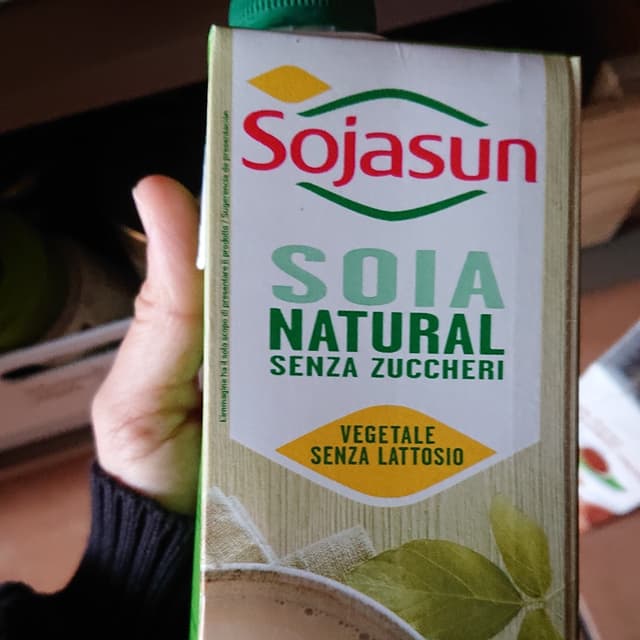 Sojasun
SOIA
NATURAL
SENZA ZUCCHERI
VEGETALE
SENZA LATTOSIO
L'immagine ha il solo scopo di presentare il prodotto / Sugerencia de presentación